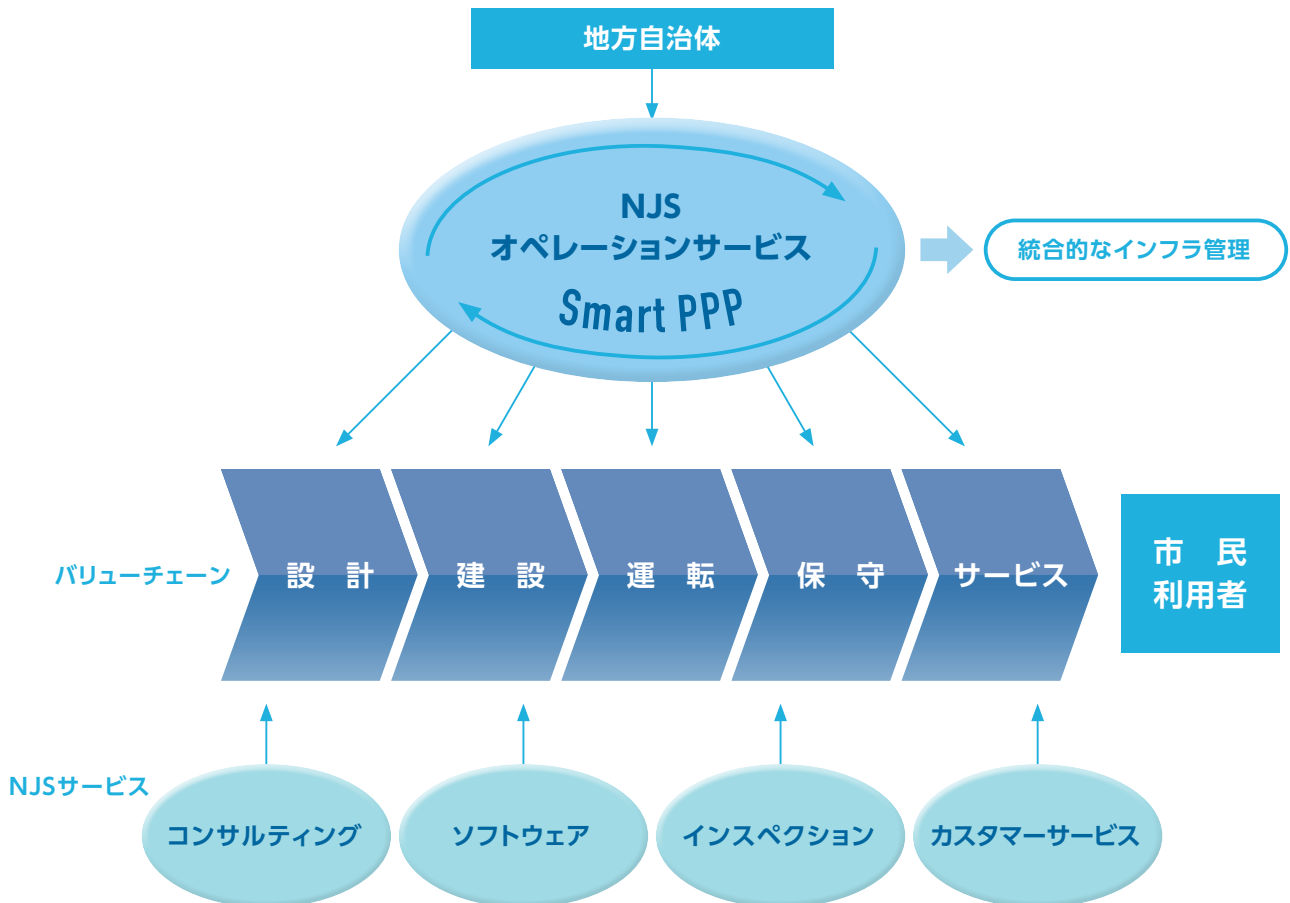 地方自治体
NJS
オペレーションサービス
Smart PPP
統合的なインフラ管理
バリューチェーン
設 計
建 設
運 転
保 守
サービス
市 民
利用者
NJSサービス
コンサルティング
ソフトウェア
インスペクション
カスタマーサービス